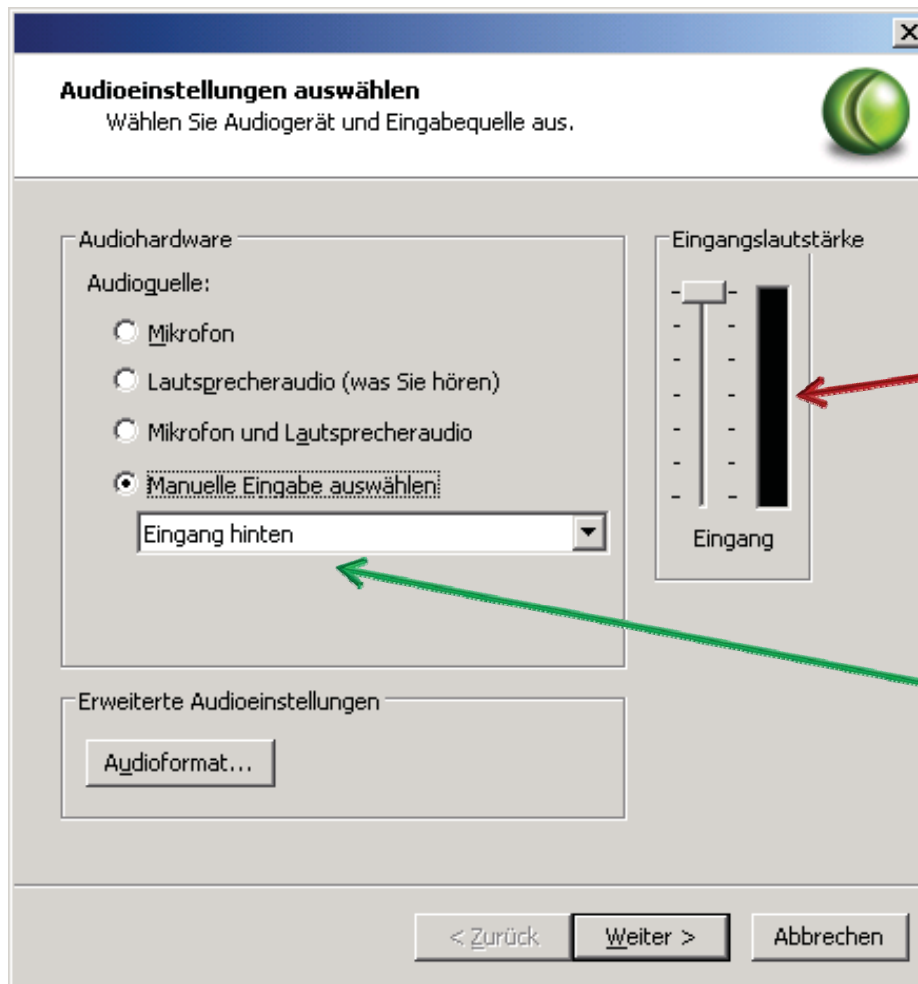 Audioeinstellungen auswählen
Wählen Sie Audiogerät und Eingabequelle aus.
Audiohardware
Audioquelle:
Mikrofon
Lautsprecheraudio (was Sie hören)
Mikrofon und Lautsprecheraudio
Manuelle Eingabe auswählen
Eingang hinten
Eingangslautstärke
Eingang
Erweiterte Audioeinstellungen
Audioformat...
< Zurück
Weiter >
Abbrechen